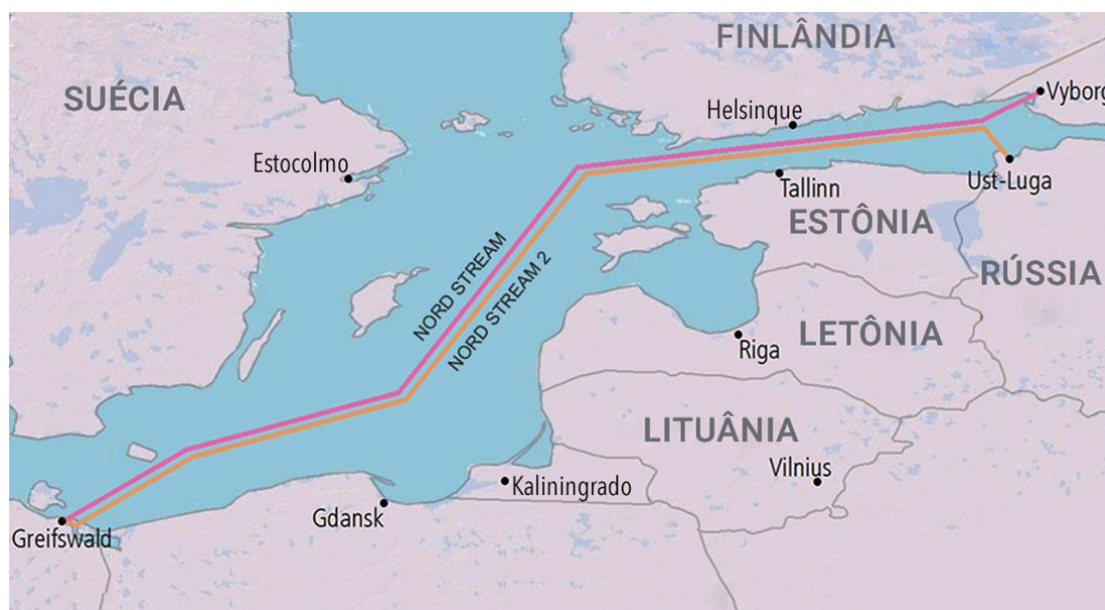 FINLÂNDIA
SUÉCIA
Vyborg
Helsinque
Estocolmo
Tallinn
Ust-Luga
ESTÔNIA
RÚSSIA
NORD STREAM
NORD STREAM 2
LETÔNIA
Riga
LITUÂNIA
Vilnius
Kaliningrado
Gdansk
Greifswald